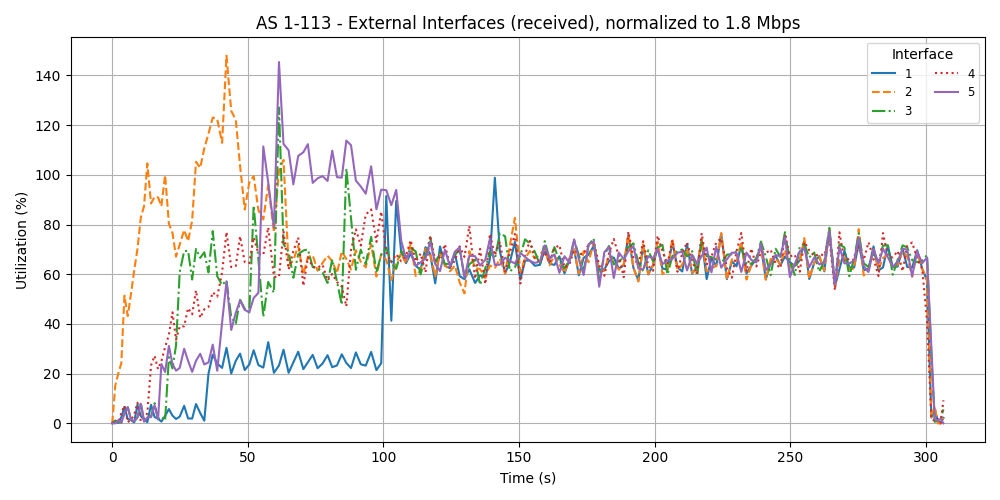 AS 1-113 - External Interfaces (received), normalized to 1.8 Mbps
Utilization (%)
140
120
100
80
60
40
20
0
0 50 100 150 200 250 300
Time (s)
Interface
1 4
2 5
3